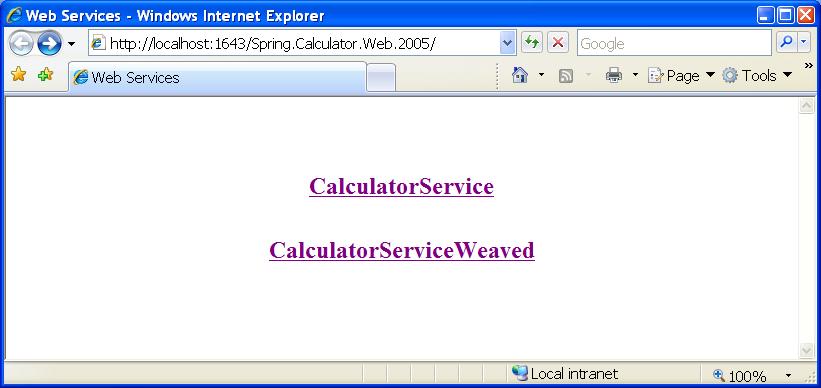 Web Services - Windows Internet Explorer
http://localhost:1643/Spring.Calculator.Web.2005/
Google
Web Services
Page
Tools
»
CalculatorService
CalculatorServiceWeaved
Local intranet
100%